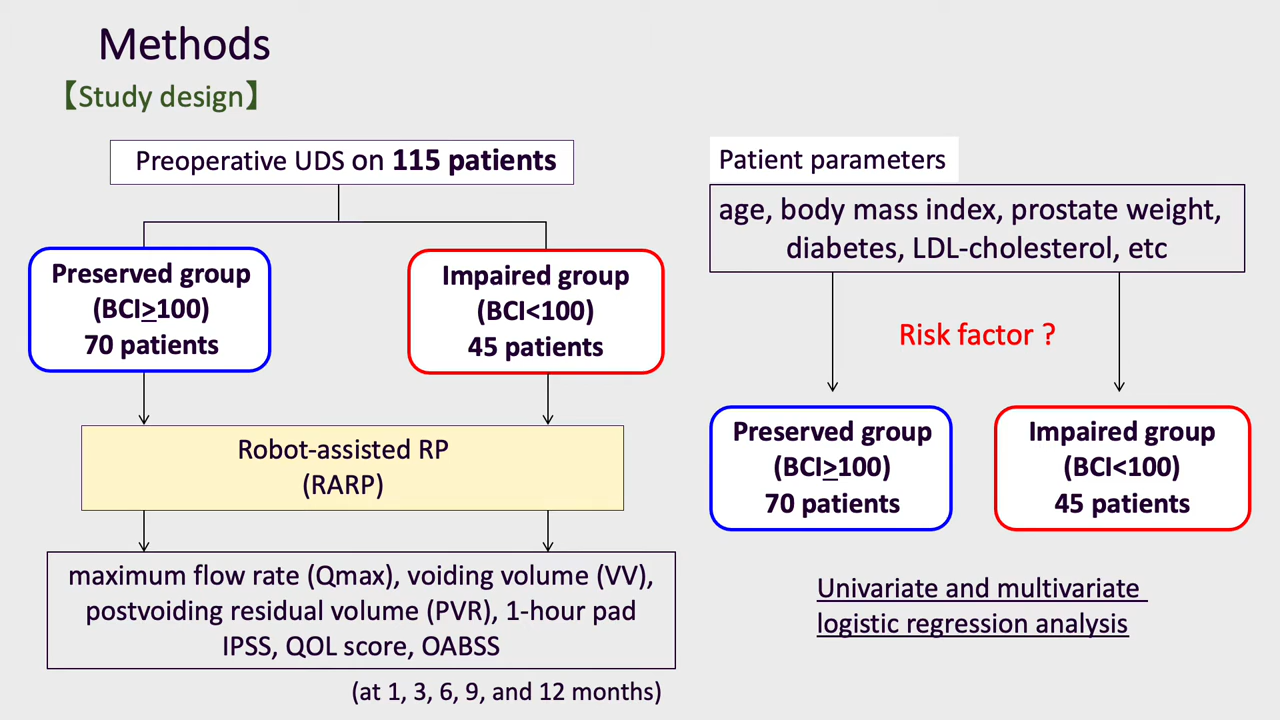 Methods
【Study design】
Preoperative UDS on 115 patients
Preserved group
(BCI≥100)
70 patients
Impaired group
(BCI<100)
45 patients
Robot-assisted RP
(RARP)
maximum flow rate (Qmax), voiding volume (VV),
postvoiding residual volume (PVR), 1-hour pad
IPSS, QOL score, OABSS
(at 1, 3, 6, 9, and 12 months)
Patient parameters
age, body mass index, prostate weight,
diabetes, LDL-cholesterol, etc
Risk factor ?
Preserved group
(BCI≥100)
70 patients
Impaired group
(BCI<100)
45 patients
Univariate and multivariate
logistic regression analysis